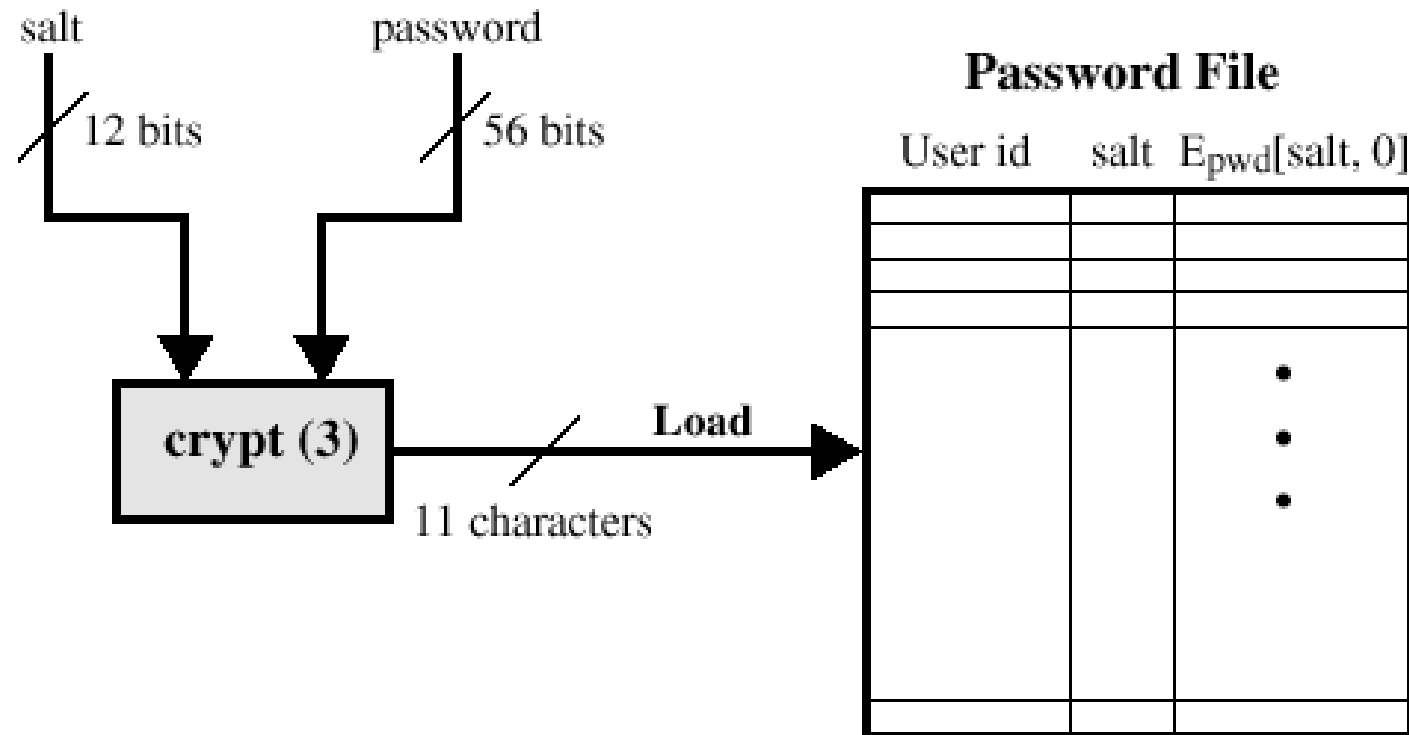 salt
password
Password File
12 bits
56 bits
User id
salt
Epwd[salt, 0]
crypt (3)
Load
11 characters